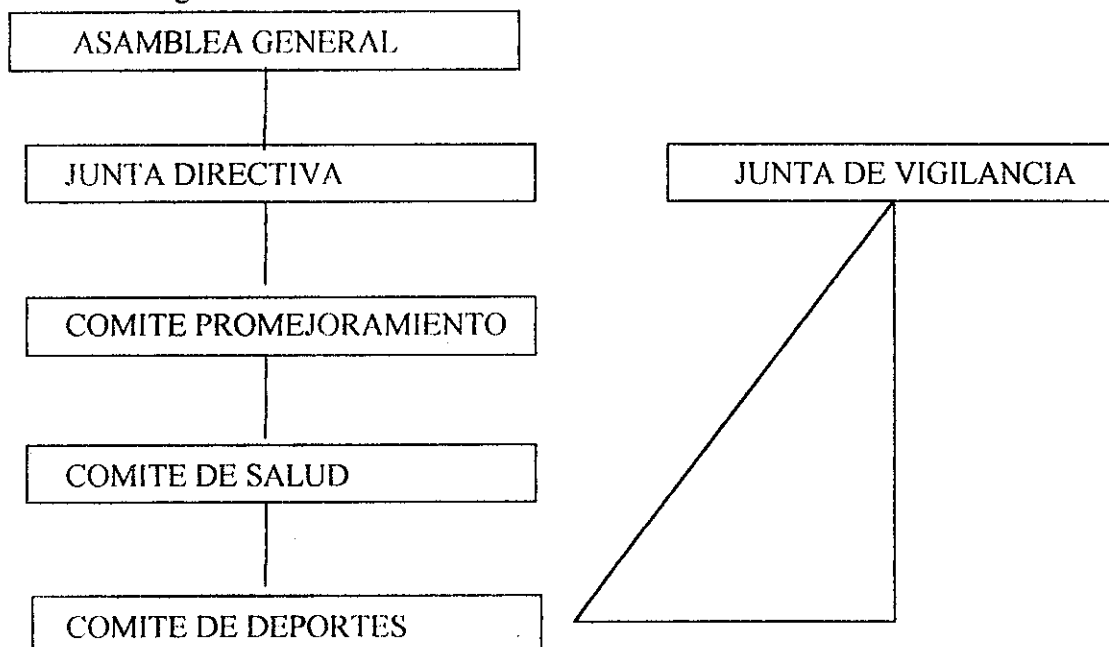 ASAMBLEA GENERAL
JUNTA DIRECTIVA
JUNTA DE VIGILANCIA
COMITE PROMEJORAMIENTO
COMITE DE SALUD
COMITE DE DEPORTES